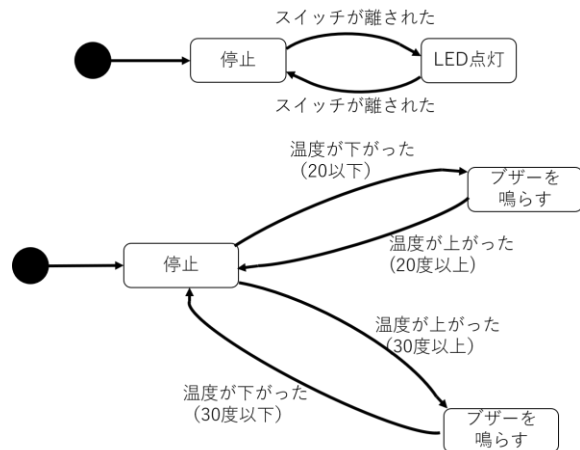 スイッチが離された
停止
LED点灯
スイッチが離された
温度が下がった
(20以下)
ブザーを
鳴らす
温度が上がった
(20度以上)
停止
温度が上がった
(30度以上)
温度が下がった
(30度以下)
ブザーを
鳴らす